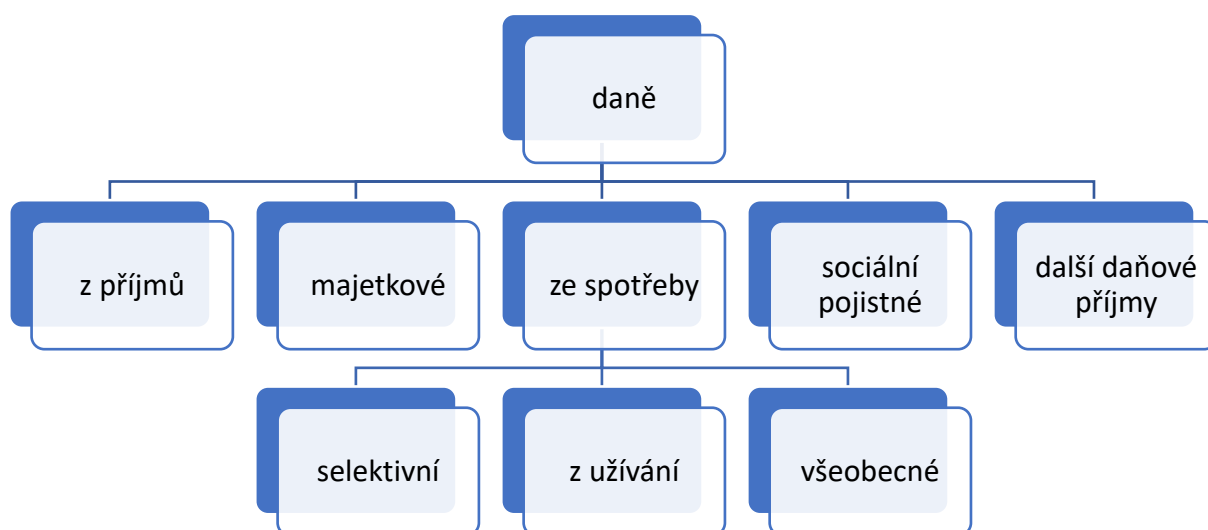 daně
z příjmů
majetkové
ze spotřeby
sociální
pojistné
další daňové
příjmy
selektivní
z užívání
všeobecné